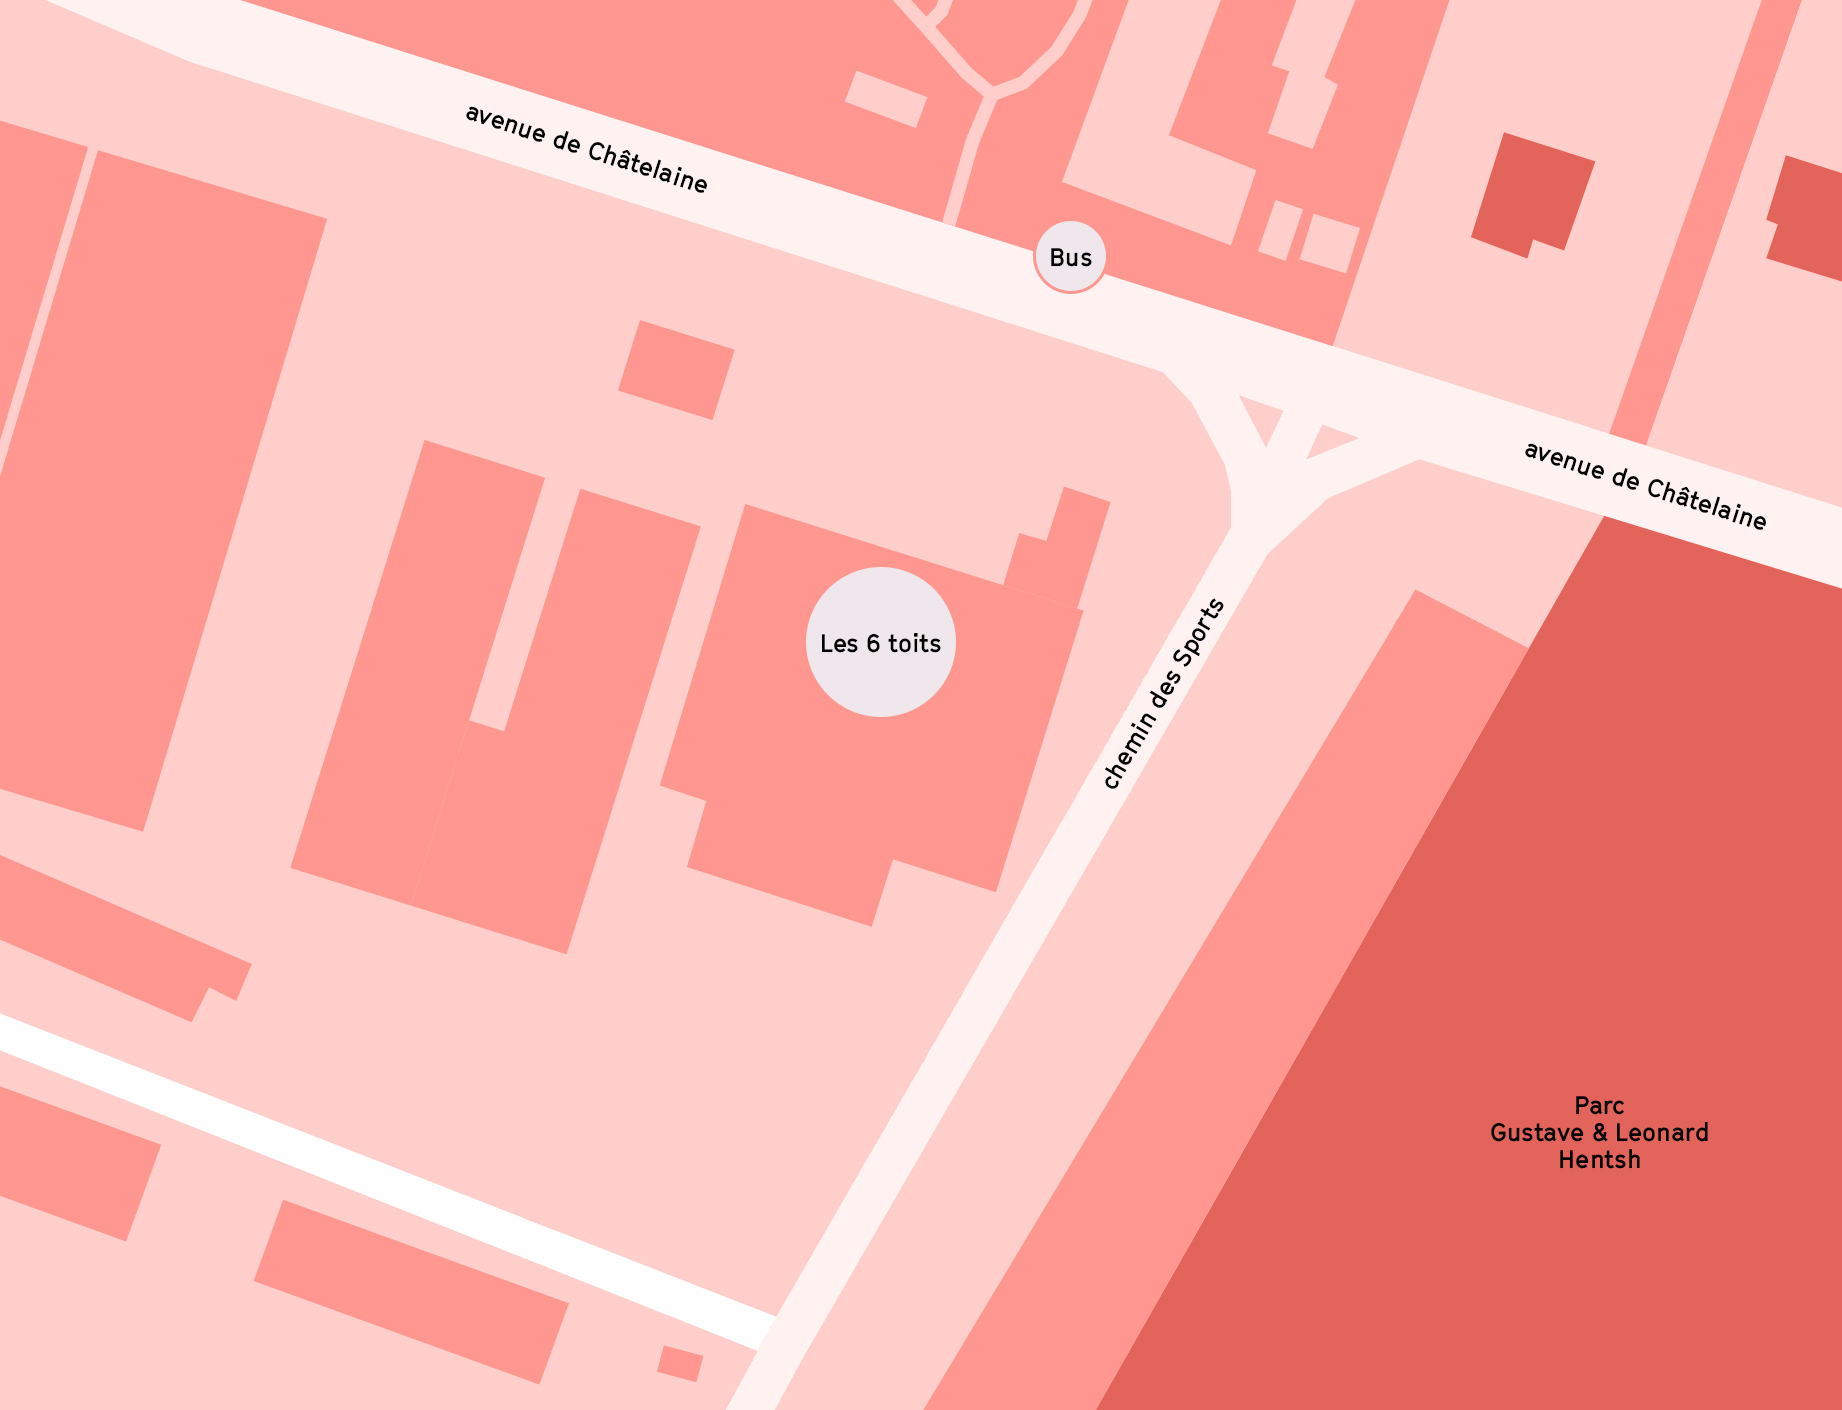 avenue de Châtelaine
Bus
avenue de Châtelaine
Les 6 toits
chemin des Sports
Parc
Gustave & Leonard
Hentsh